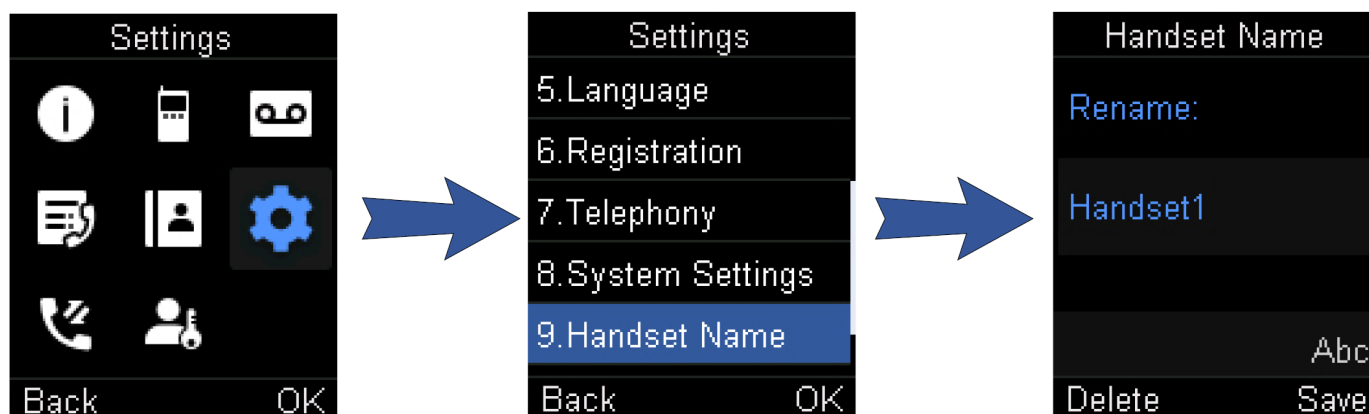 Settings
Back OK
Settings
5.Language
6.Registration
7.Telephony
8.System Settings
9.Handset Name
Back OK
Handset Name
Rename:
Handset1
Abc
Delete Save